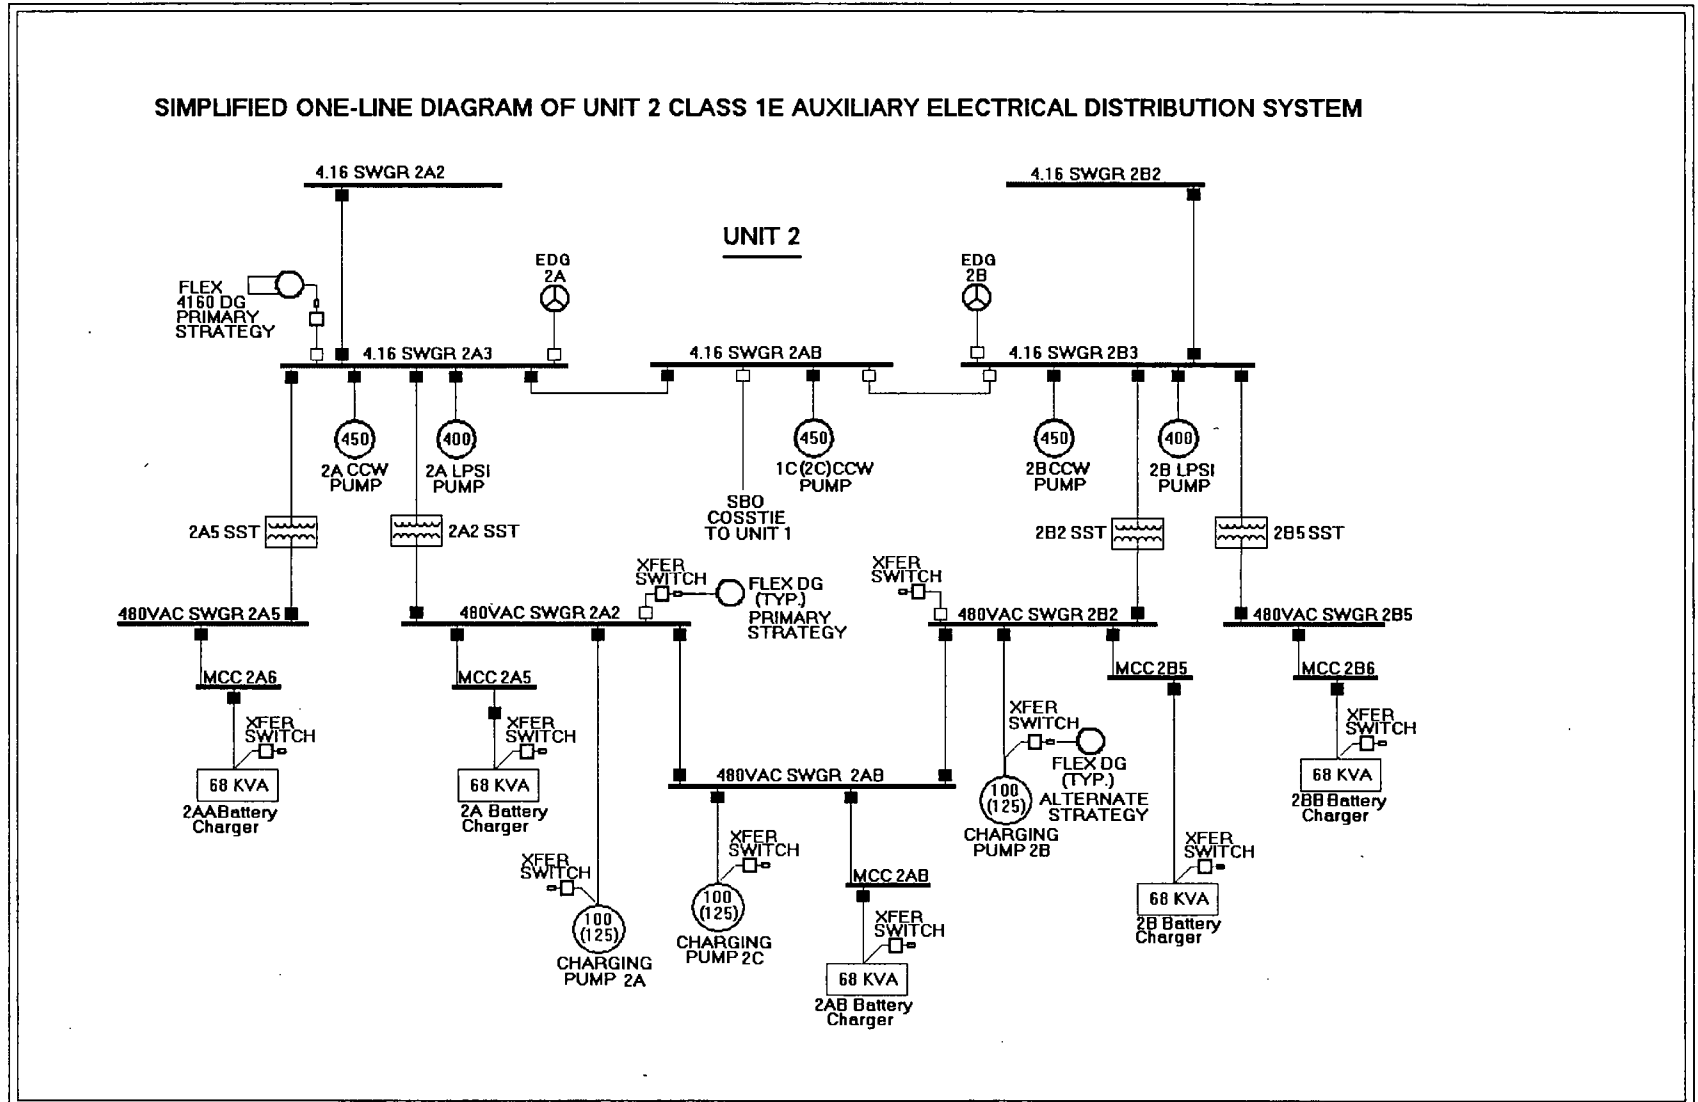 SIMPLIFIED ONE-LINE DIAGRAM OF UNIT 2 CLASS 1E AUXILIARY ELECTRICAL DISTRIBUTION SYSTEM
4.16 SWGR 2A2
4.16 SWGR 2B2
UNIT 2
EDG
2A
EDG
2B
FLEX
4160 DG
PRIMARY
STRATEGY
4.16 SWGR 2A3
4.16 SWGR 2AB
4.16 SWGR 2B3
450
2A CCW
PUMP
400
2A LPSI
PUMP
450
1C(2C)CCW
PUMP
450
2B CCW
PUMP
400
2B LPSI
PUMP
SBO
COSSTIE
TO UNIT 1
2A5 SST
2A2 SST
2B2 SST
2B5 SST
XFER
SWITCH
FLEX DG
(TYP.)
PRIMARY
STRATEGY
XFER
SWITCH
480VAC SWGR 2A5
480VAC SWGR 2A2
480VAC SWGR 2B2
480VAC SWGR 2B5
MCC 2A6
MCC 2A5
MCC 2B5
MCC 2B6
XFER
SWITCH
68 KVA
2AA Battery
Charger
XFER
SWITCH
68 KVA
2A Battery
Charger
480VAC SWGR 2AB
XFER
SWITCH
FLEX DG
(TYP.)
ALTERNATE
STRATEGY
100
(125)
CHARGING
PUMP 2B
XFER
SWITCH
68 KVA
2BB Battery
Charger
XFER
SWITCH
100
(125)
CHARGING
PUMP 2A
XFER
SWITCH
100
(125)
CHARGING
PUMP 2C
MCC 2AB
XFER
SWITCH
68 KVA
2AB Battery
Charger
XFER
SWITCH
68 KVA
2B Battery
Charger